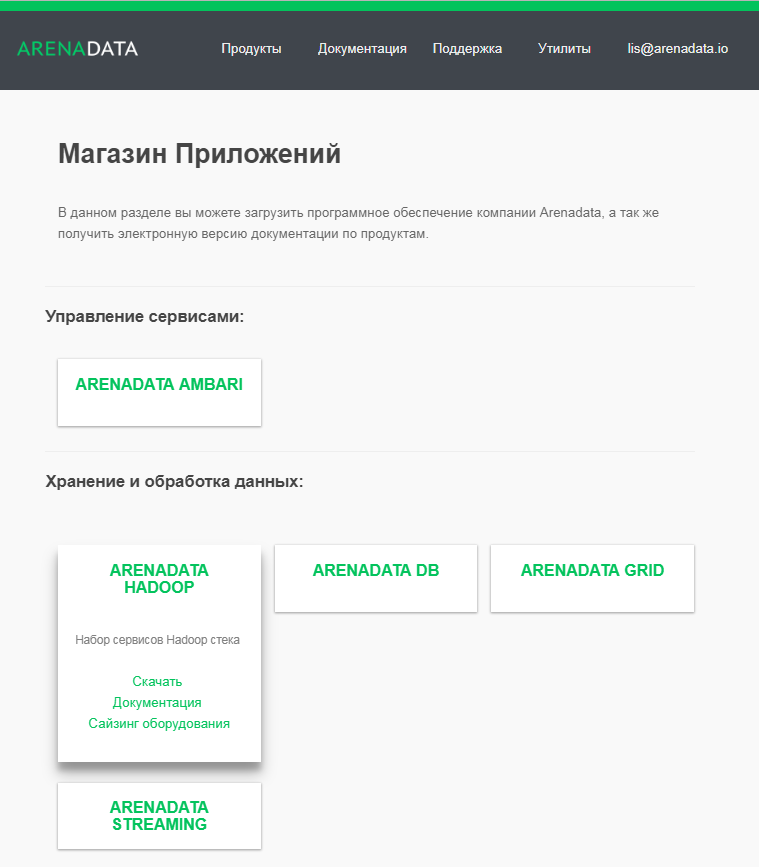 ARENADATA
Продукты
Документация
Поддержка
Утилиты
lis@arenadata.io
Магазин Приложений
В данном разделе вы можете загрузить программное обеспечение компании Arenadata, а так же
получить электронную версию документации по продуктам.
Управление сервисами:
ARENADATA AMBARI
Хранение и обработка данных:
ARENADATA
HADOOP
Набор сервисов Hadoop стека
Скачать
Документация
Сайзинг оборудования
ARENADATA DB
ARENADATA GRID
ARENADATA
STREAMING